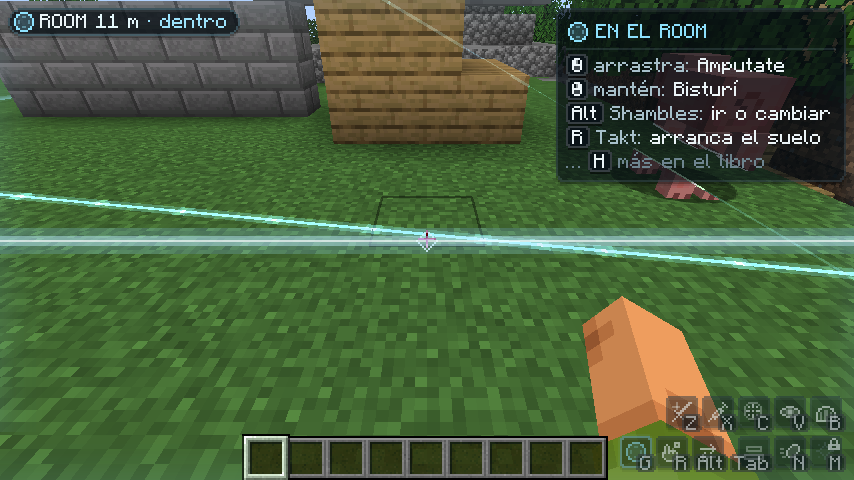 ROOM 11 m · dentro
EN EL ROOM
arrastra: Amputate
mantén: Bisturí
Alt Shambles: ir o cambiar
R Takt: arranca el suelo
... H más en el libro
Z X C V B
G R Alt Tab N M